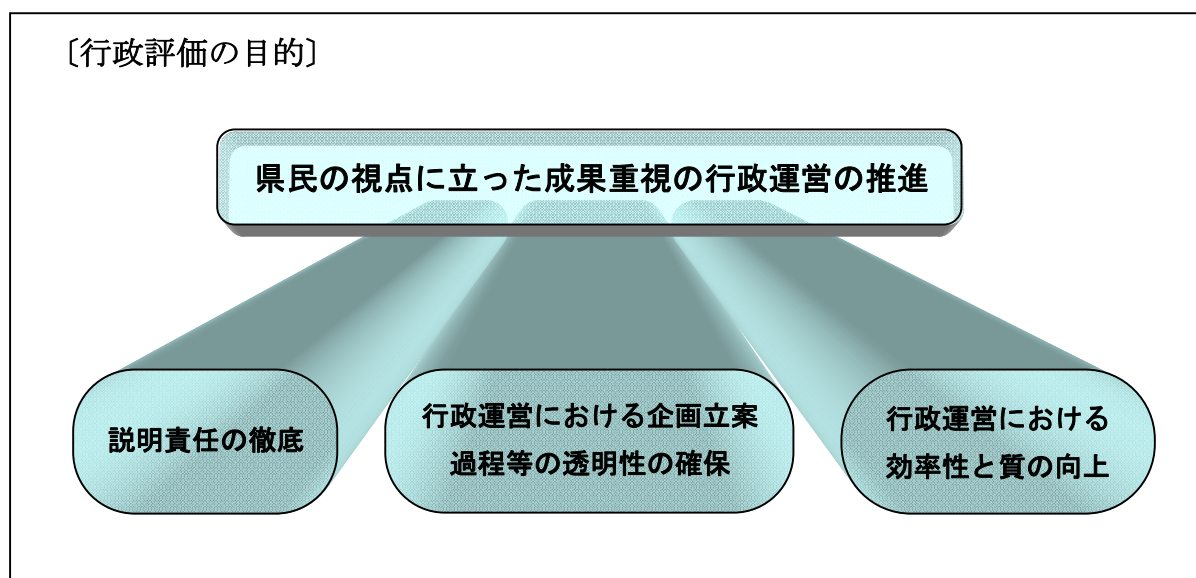 〔行政評価の目的〕
県民の視点に立った成果重視の行政運営の推進
説明責任の徹底
行政運営における企画立案
過程等の透明性の確保
行政運営における
効率性と質の向上